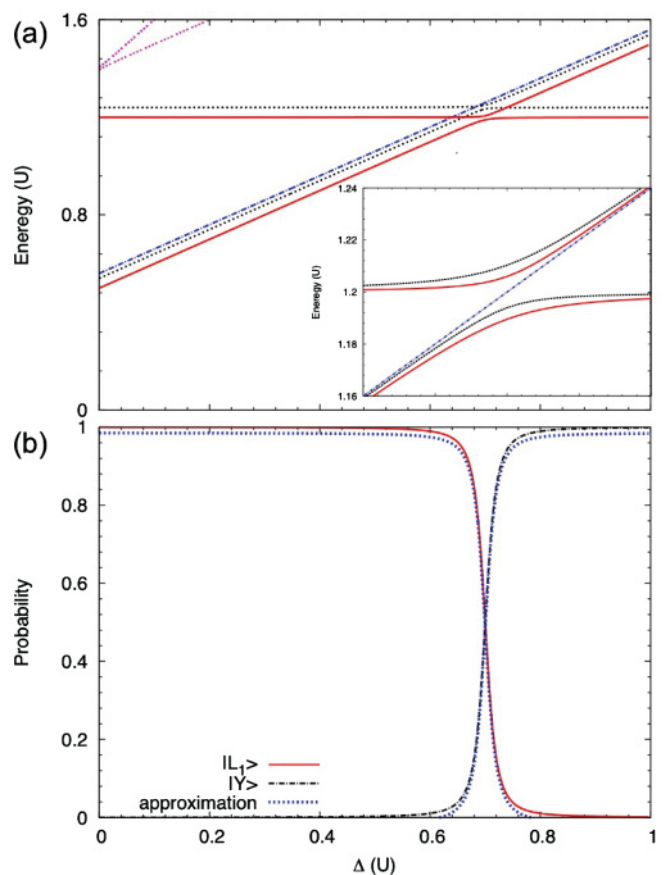 (a)
1.6
0.8
0
Eneregy (U)
1.24
1.22
1.2
1.18
1.16
Eneregy (U)
(b)
1
0.8
0.6
0.4
0.2
0
Probability
|L1>
|Y>
approximation
0 0.2 0.4 0.6 0.8 1
Δ (U)